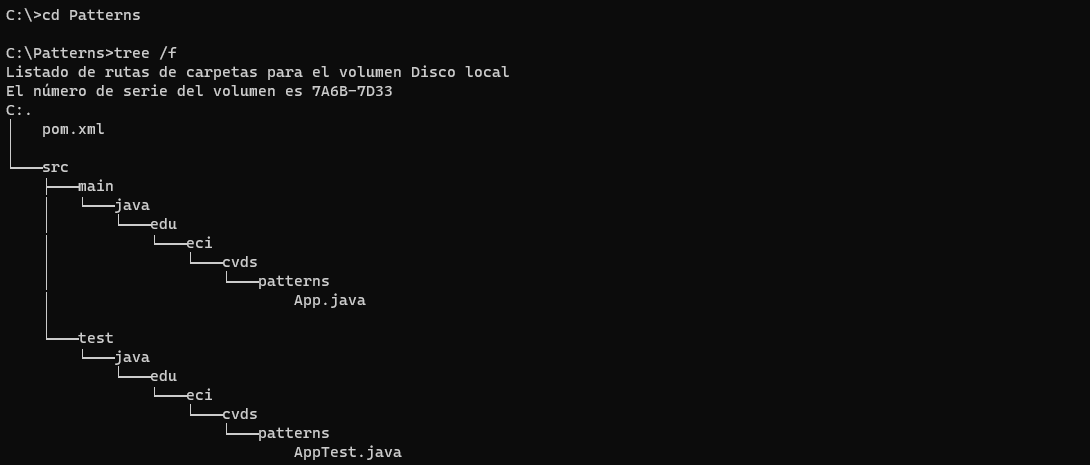 C:\>cd Patterns
C:\Patterns>tree /f
Listado de rutas de carpetas para el volumen Disco local
El número de serie del volumen es 7A6B-7D33
C:.
pom.xml
src
main
java
edu
eci
cvds
patterns
App.java
test
java
edu
eci
cvds
patterns
AppTest.java